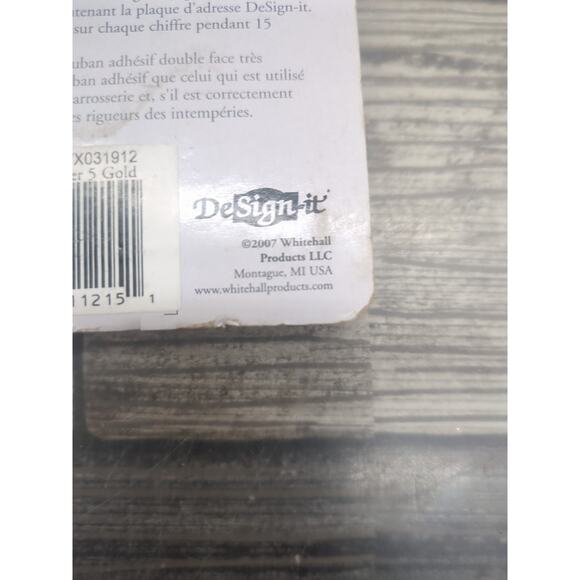 tenant la plaque d'adresse DeSign-it.
sur chaque chiffre pendant 15
uban adhésif double face très
ban adhésif que celui qui est utilisé
arrosserie et, s'il est correctement
es rigueurs des intempéries.
X031912
er 5 Gold
11215 1
DeSign-it
©2007 Whitehall
Products LLC
Montague, MI USA
www.whitehallproducts.com